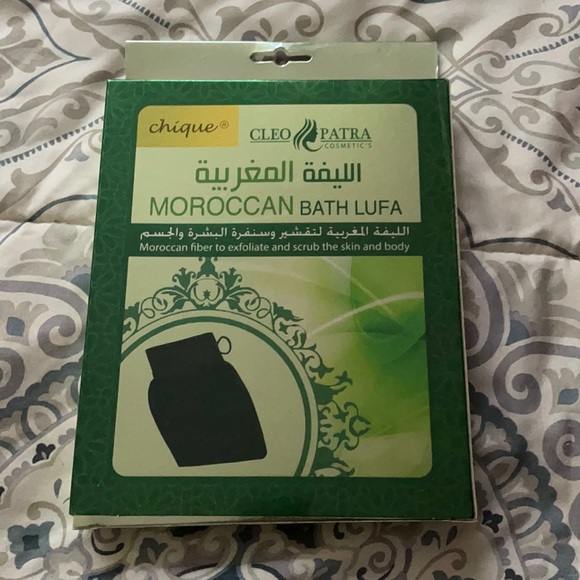 chique®
CLEO PATRA
COSMETIC'S
الليفة المغربية
MOROCCAN BATH LUFA
الليفة المغربية لتقشير وسنفرة البشرة والجسم
Moroccan fiber to exfoliate and scrub the skin and body